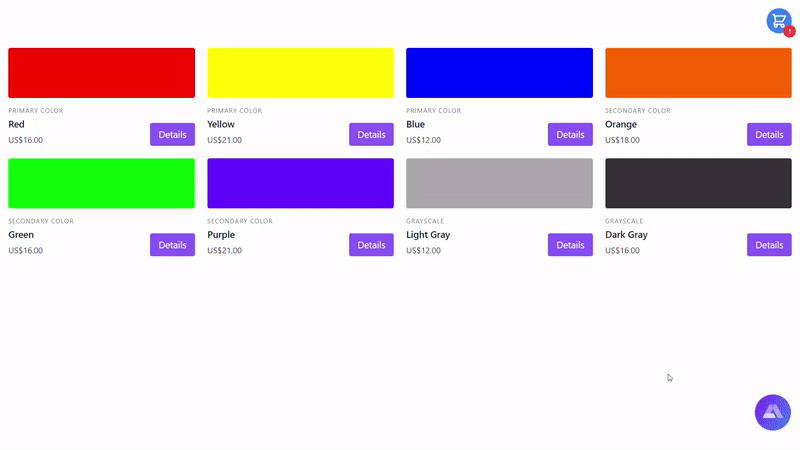 !
PRIMARY COLOR
Red
US$16.00
Details
PRIMARY COLOR
Yellow
US$21.00
Details
PRIMARY COLOR
Blue
US$12.00
Details
SECONDARY COLOR
Orange
US$18.00
Details
SECONDARY COLOR
Green
US$16.00
Details
SECONDARY COLOR
Purple
US$21.00
Details
GRAYSCALE
Light Gray
US$12.00
Details
GRAYSCALE
Dark Gray
US$16.00
Details